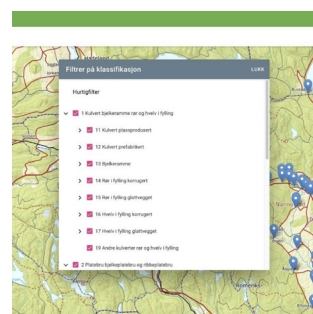 Filtrer på klassifikasjon LUKK
Hurtigfilter
1 Kulvert bjelkeramme rør og hvelv i fylling
11 Kulvert plassprodusert
12 Kulvert prefabrikert
13 Bjelkeramme
14 Rør i fylling korrugert
15 Rør i fylling glattvegget
16 Hvelv i fylling korrugert
17 Hvelv i fylling glattvegget
19 Andre kulverter rør og hvelv i fylling
2 Platebru bjelkeplatebru og ribbeplatebru